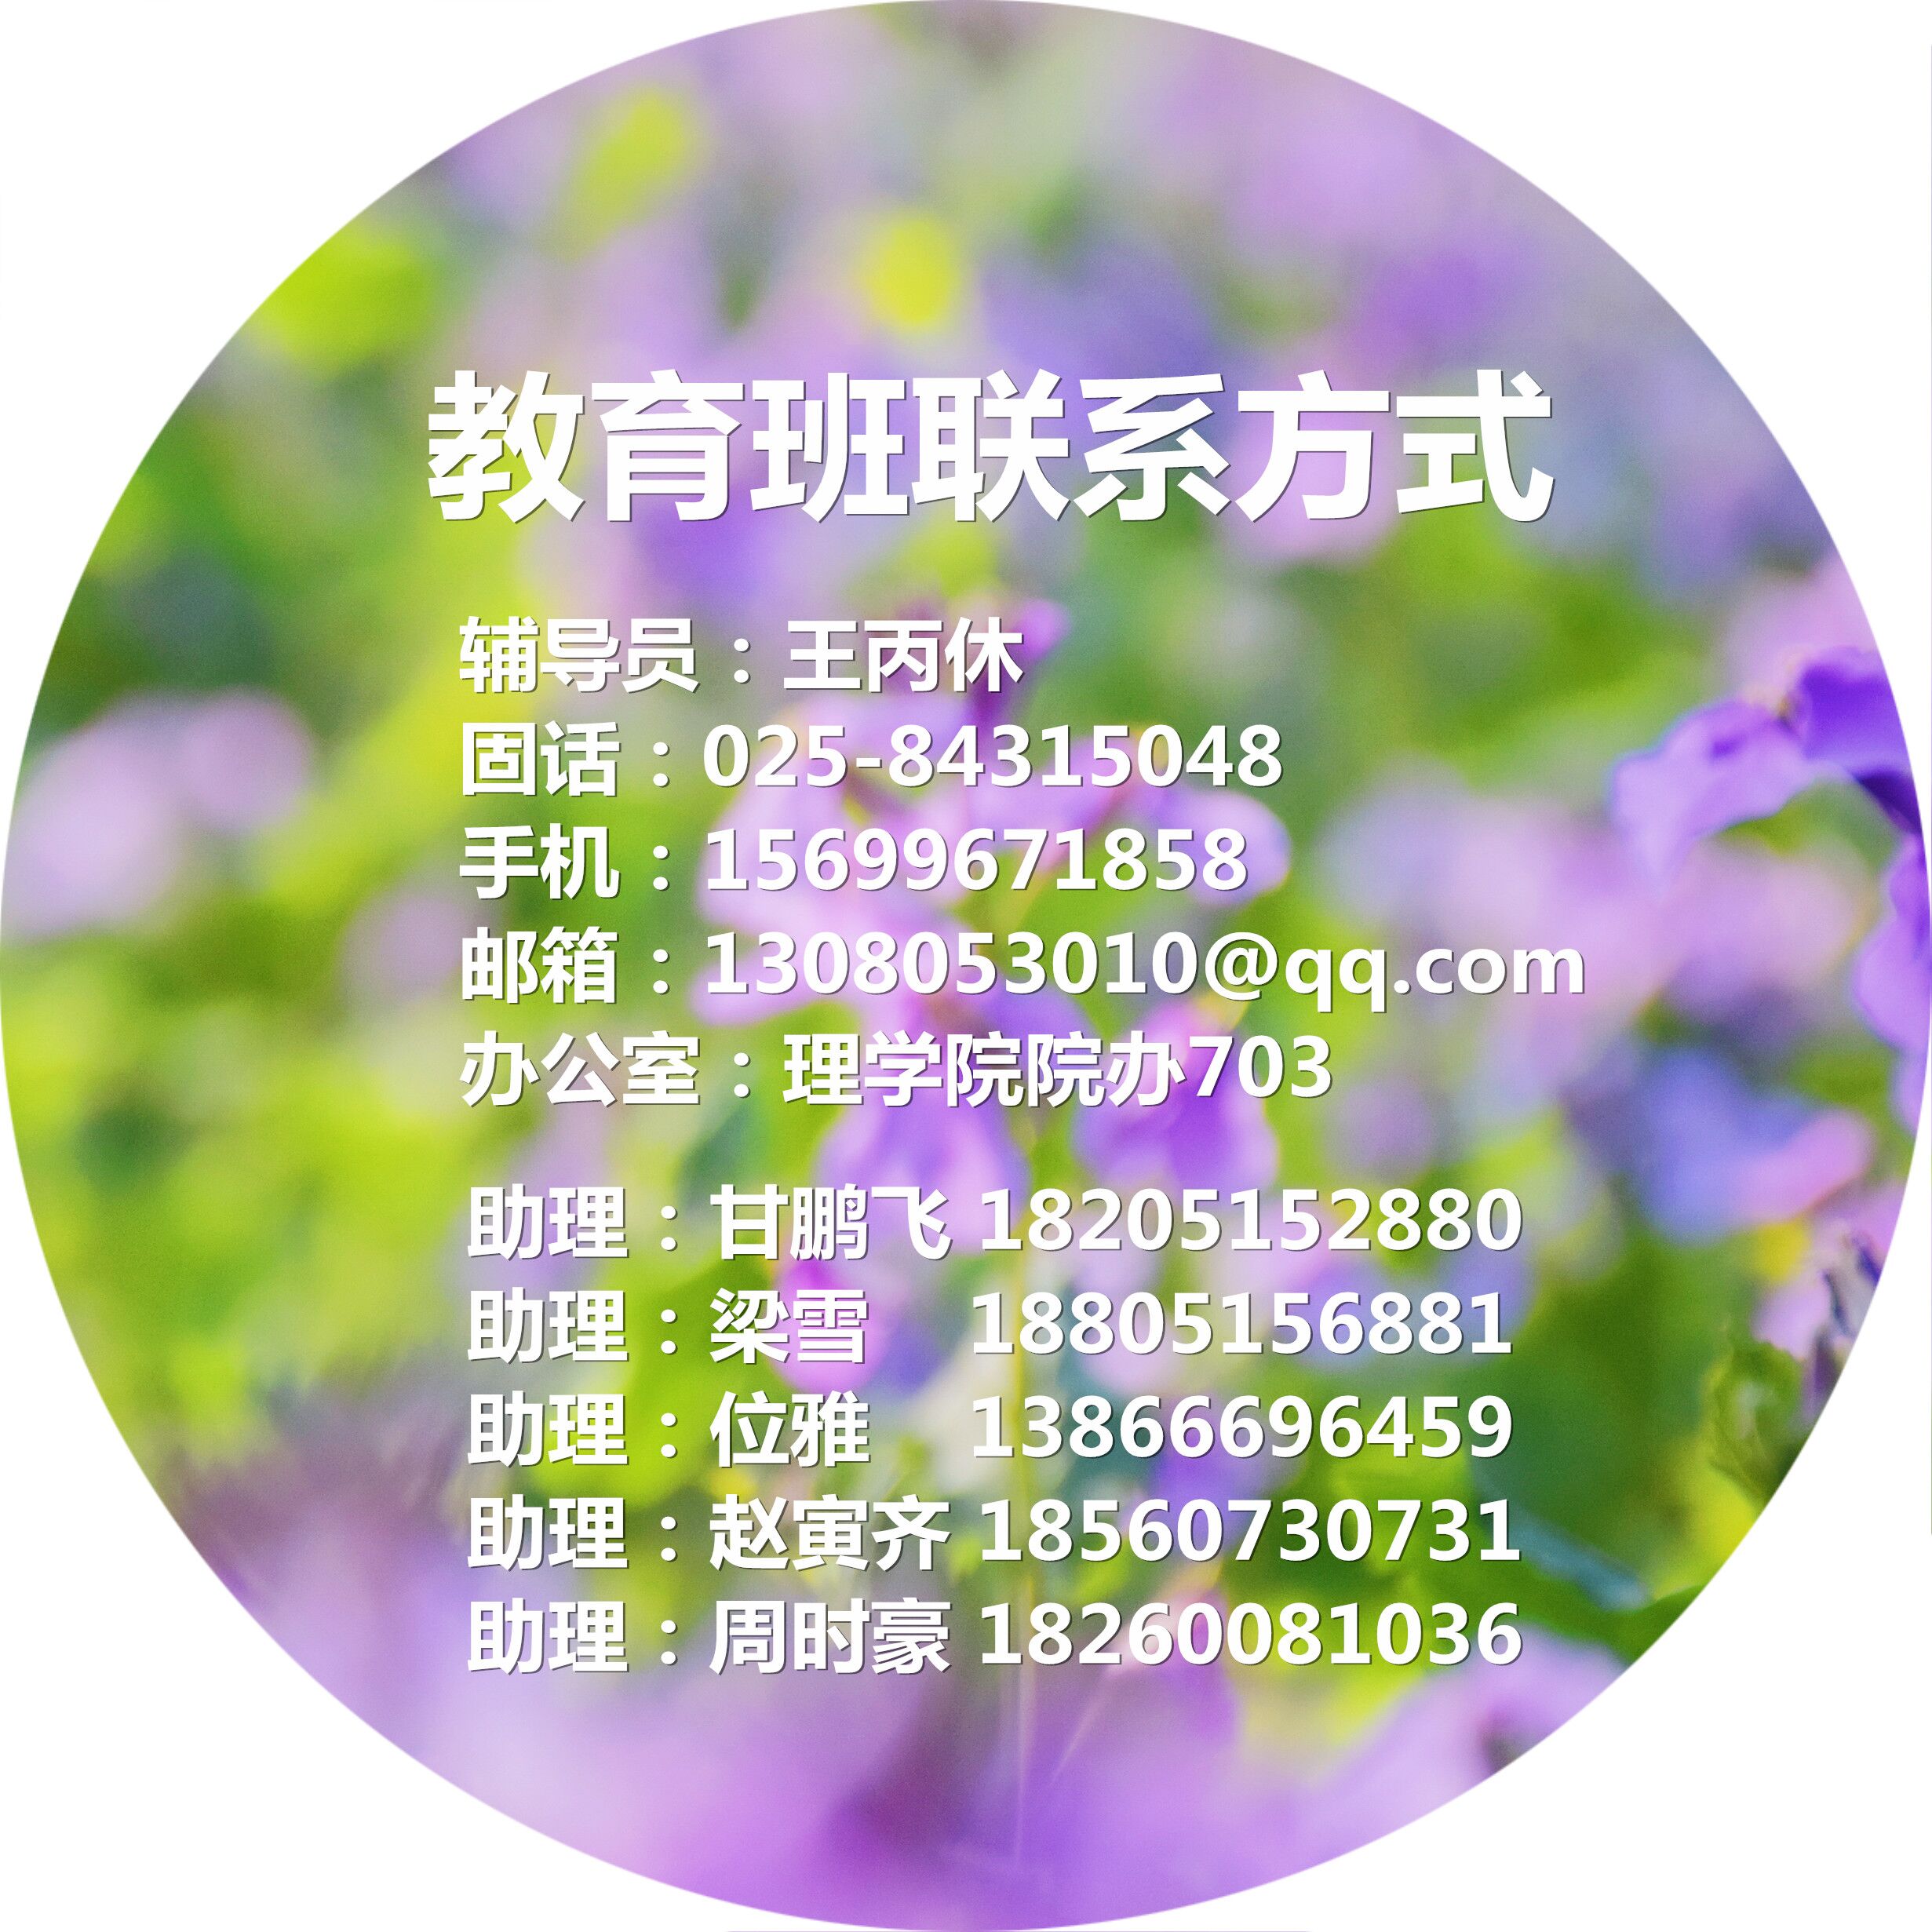 教育班联系方式
辅导员：王丙休
固话：025-84315048
手机：15699671858
邮箱：1308053010@qq.com
办公室：理学院院办703
助理：甘鹏飞 18205152880
助理：梁雪 18805156881
助理：位雅 13866696459
助理：赵寅齐 18560730731
助理：周时豪 18260081036